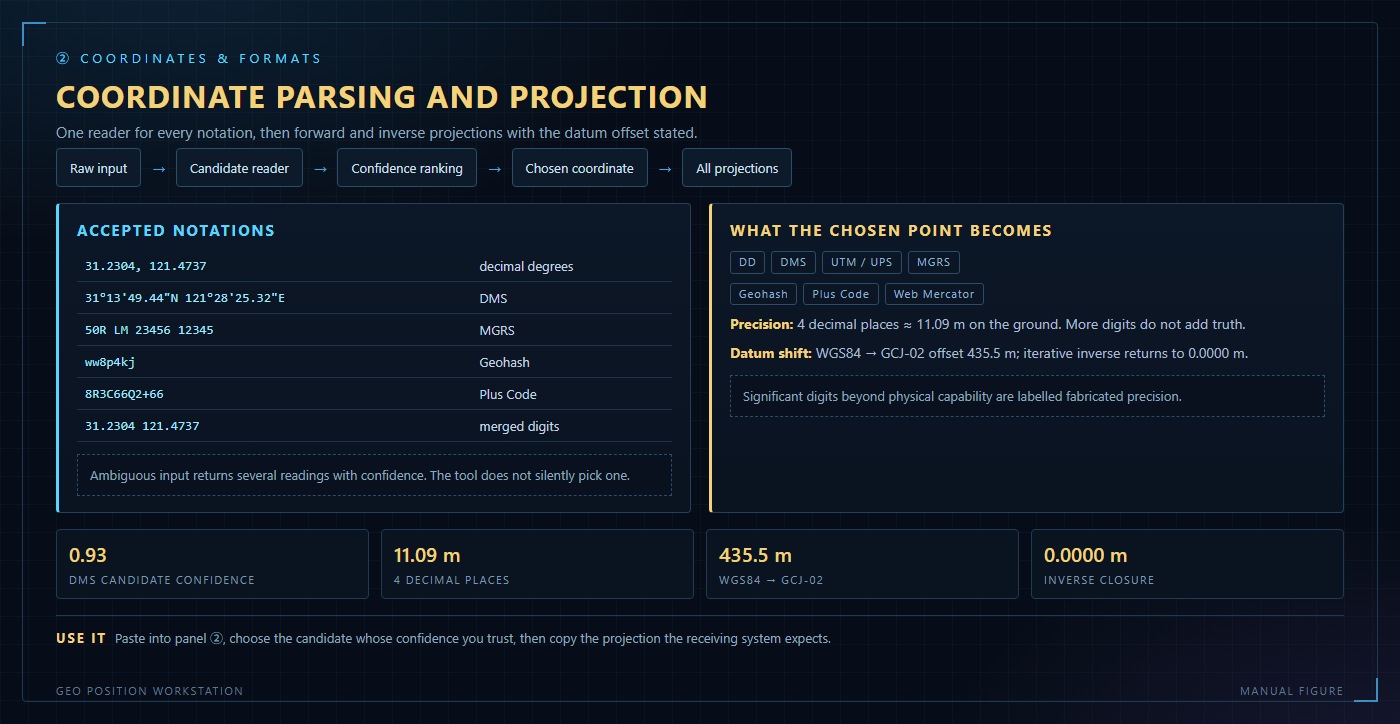 ② COORDINATES & FORMATS
COORDINATE PARSING AND PROJECTION
One reader for every notation, then forward and inverse projections with the datum offset stated.
Raw input → Candidate reader → Confidence ranking → Chosen coordinate → All projections
ACCEPTED NOTATIONS
31.2304, 121.4737 decimal degrees
31°13'49.44"N 121°28'25.32"E DMS
50R LM 23456 12345 MGRS
ww8p4kj Geohash
8R3C66Q2+66 Plus Code
31.2304 121.4737 merged digits
Ambiguous input returns several readings with confidence. The tool does not silently pick one.
WHAT THE CHOSEN POINT BECOMES
DD DMS UTM / UPS MGRS
Geohash Plus Code Web Mercator
Precision: 4 decimal places ≈ 11.09 m on the ground. More digits do not add truth.
Datum shift: WGS84 → GCJ-02 offset 435.5 m; iterative inverse returns to 0.0000 m.
Significant digits beyond physical capability are labelled fabricated precision.
0.93
DMS CANDIDATE CONFIDENCE
11.09 m
4 DECIMAL PLACES
435.5 m
WGS84 → GCJ-02
0.0000 m
INVERSE CLOSURE
USE IT Paste into panel ②, choose the candidate whose confidence you trust, then copy the projection the receiving system expects.
GEO POSITION WORKSTATION
MANUAL FIGURE